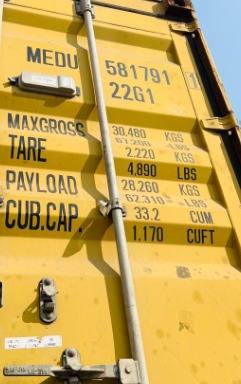 MEDU 581791 1
22G1
MAXGROSS 30.480 KGS
67.200 LBS
TARE 2.220 KGS
4.890 LBS
PAYLOAD 28.260 KGS
62.310 LBS
CUB.CAP. 33.2 CUM
1.170 CUFT